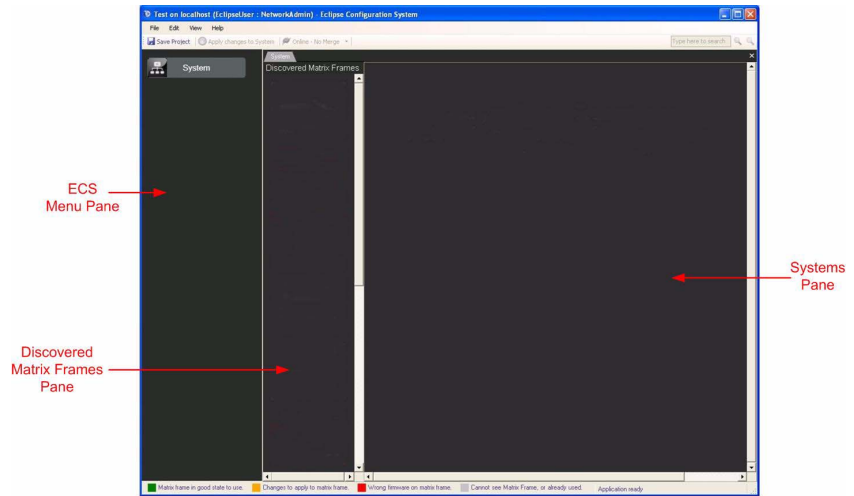 Test on localhost (EclipseUser : NetworkAdmin) - Eclipse Configuration System
File Edit View Help
Save Project Apply changes to System Online - No Merge Type here to search
System
System
Discovered Matrix Frames
ECS
Menu Pane
Systems
Pane
Discovered
Matrix Frames
Pane
Matrix frame in good state to use. Changes to apply to matrix frame. Wrong firmware on matrix frame. Cannot see Matrix Frame, or already used. Application ready